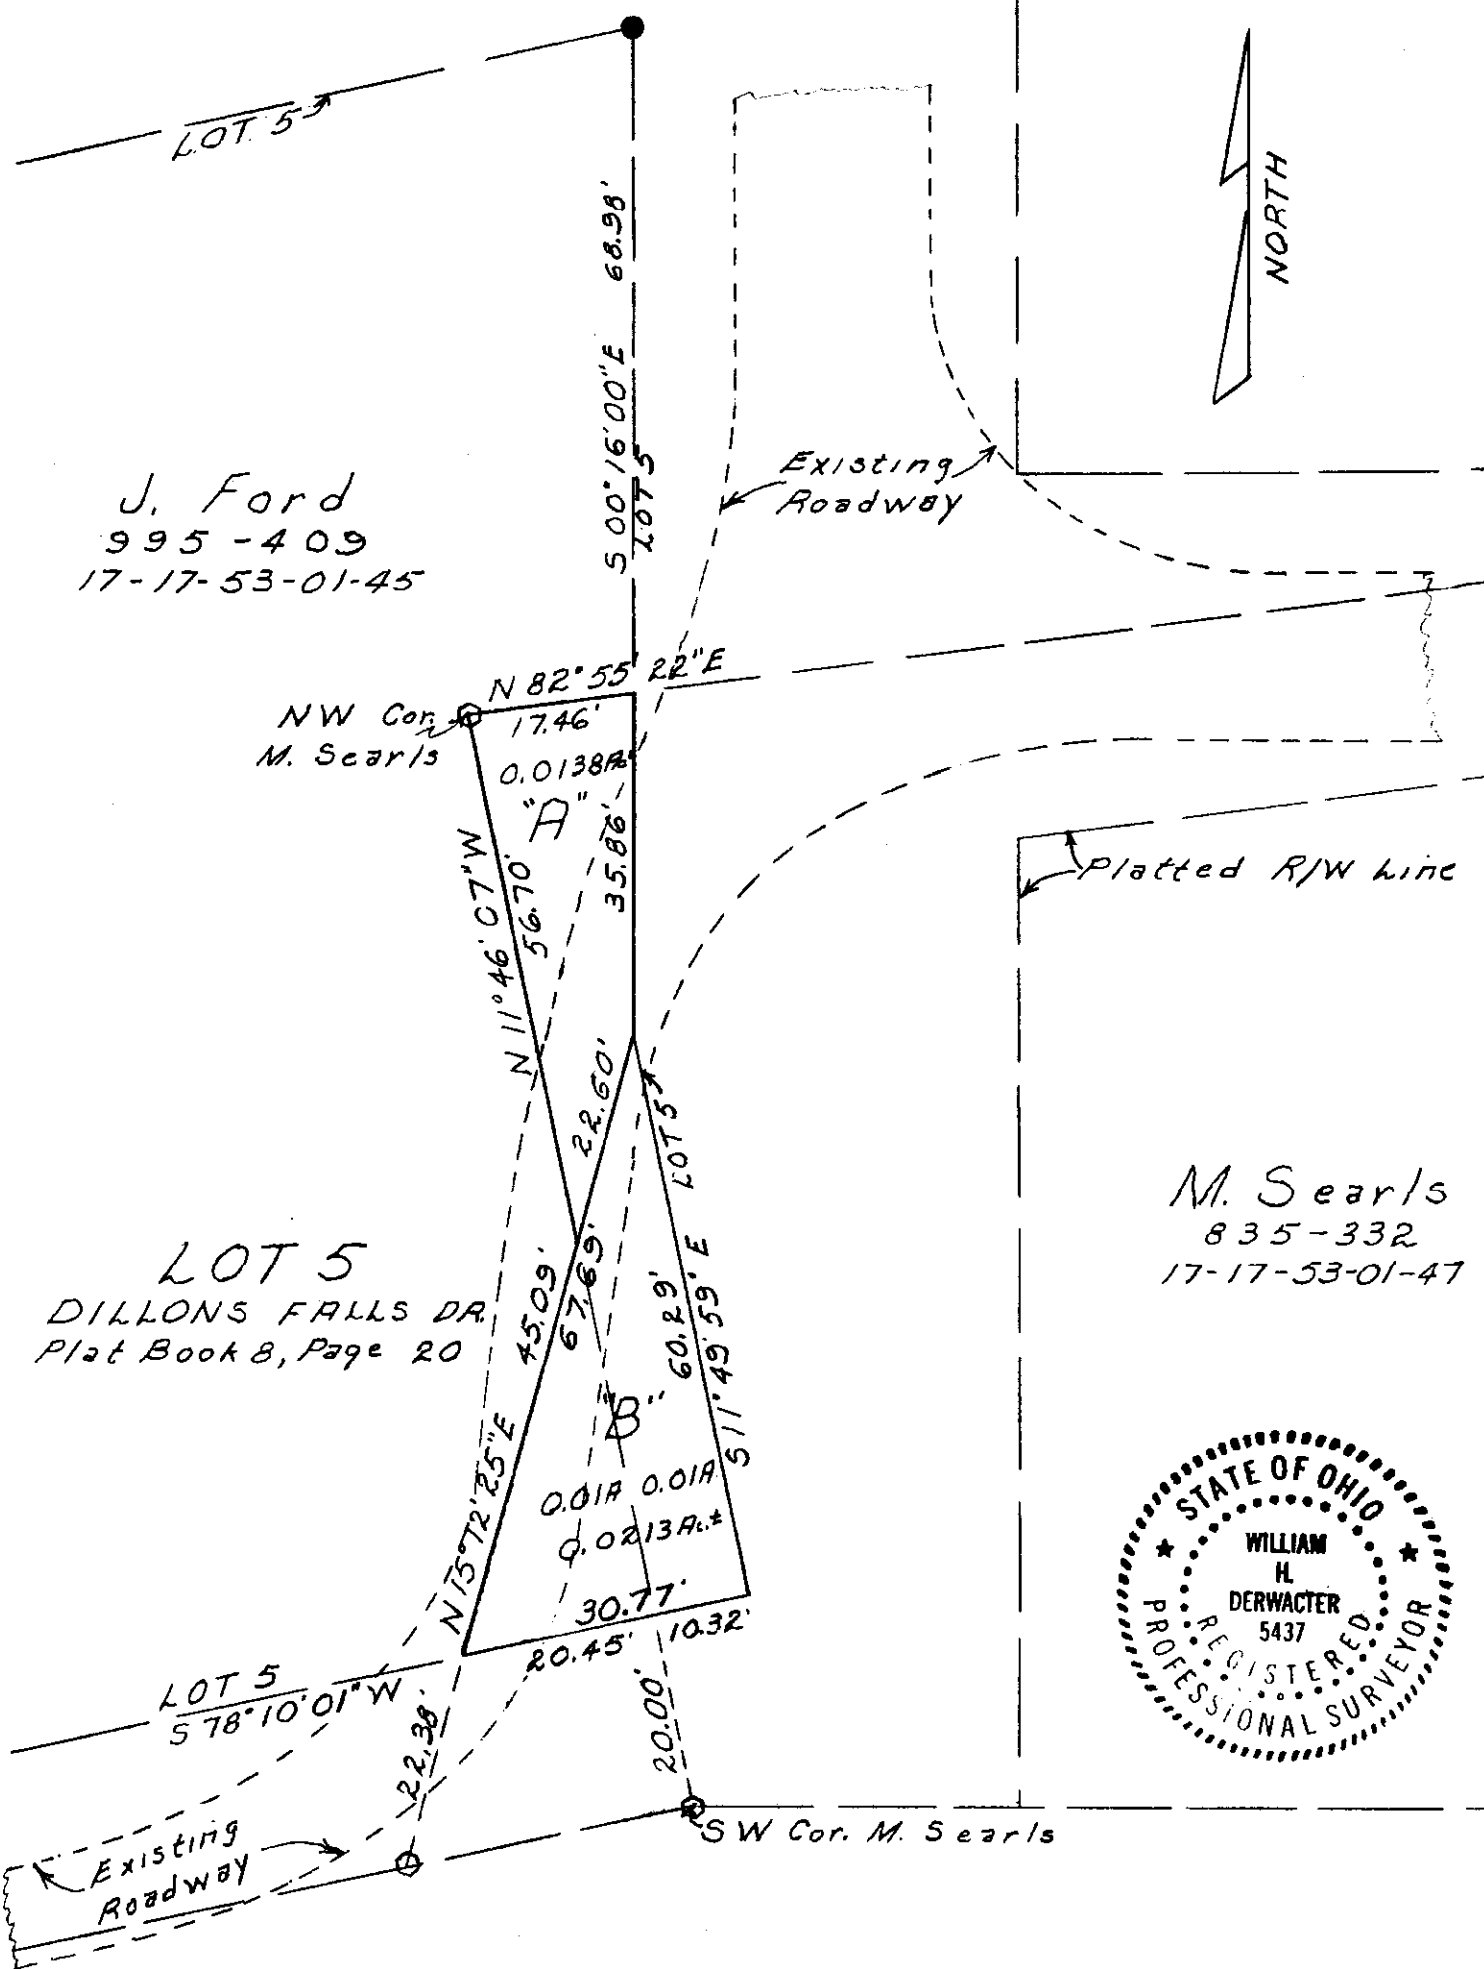 LOT 5
NORTH
S 00° 16' 00" E 68.98'
LOT 5
Existing
Roadway
J. Ford
995-409
17-17-53-01-45
N 82° 55' 22" E
17.46'
NW Cor.
M. Searls
0.0138Ac
"A"
35.86'
N 11° 46' 07" W
56.70'
Platted R/W Line
22.60'
LOT 5
S 11° 49' 59" E
60.29'
M. Searls
835-332
17-17-53-01-47
LOT 5
DILLONS FALLS DR.
Plat Book 8, Page 20
45.09'
67.69'
"B"
0.01A 0.01A
0.0213Ac.±
N 15° 12' 25" E
30.77'
20.45' 10.32'
LOT 5
S 78° 10' 01" W
22.38'
20.00'
SW Cor. M. Searls
Existing
Roadway
STATE OF OHIO
WILLIAM
H.
DERWACTER
5437
REGISTERED
PROFESSIONAL SURVEYOR